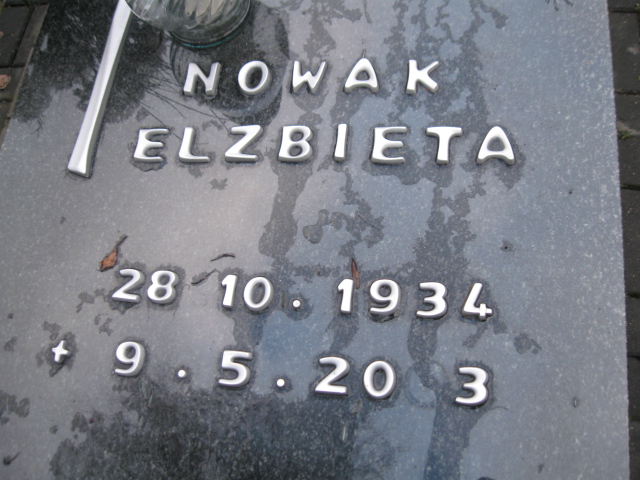 NOWAK
ELZBIETA
28 10. 1934
+ 9.5.20 3